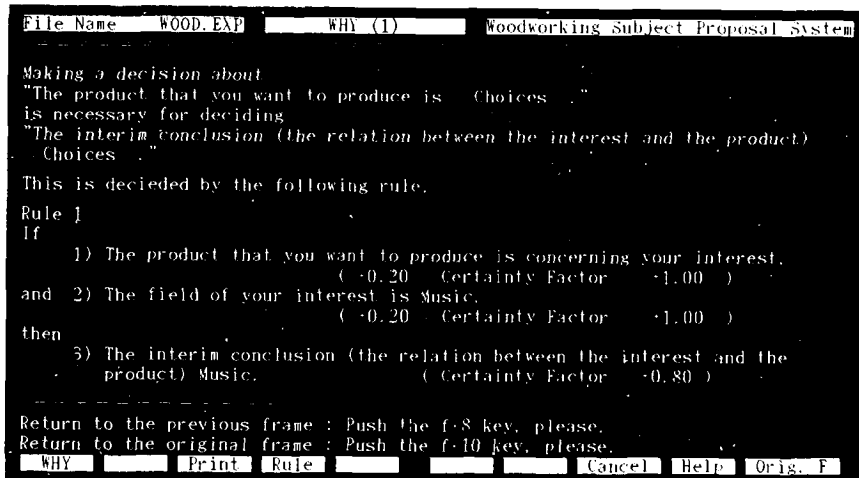 File Name WOOD.EXP WHY (1) Woodworking Subject Proposal System
Making a decision about
"The product that you want to produce is Choices ."
is necessary for deciding
"The interim conclusion (the relation between the interest and the product)
Choices ."
This is decieded by the following rule.
Rule 1
If
1) The product that you want to produce is concerning your interest.
( -0.20 Certainty Factor -1.00 )
and 2) The field of your interest is Music.
( -0.20 Certainty Factor -1.00 )
then
3) The interim conclusion (the relation between the interest and the
product) Music. ( Certainty Factor -0.80 )
Return to the previous frame : Push the f-8 key, please.
Return to the original frame : Push the f-10 key, please.
WHY Print Rule Cancel Help Orig. F